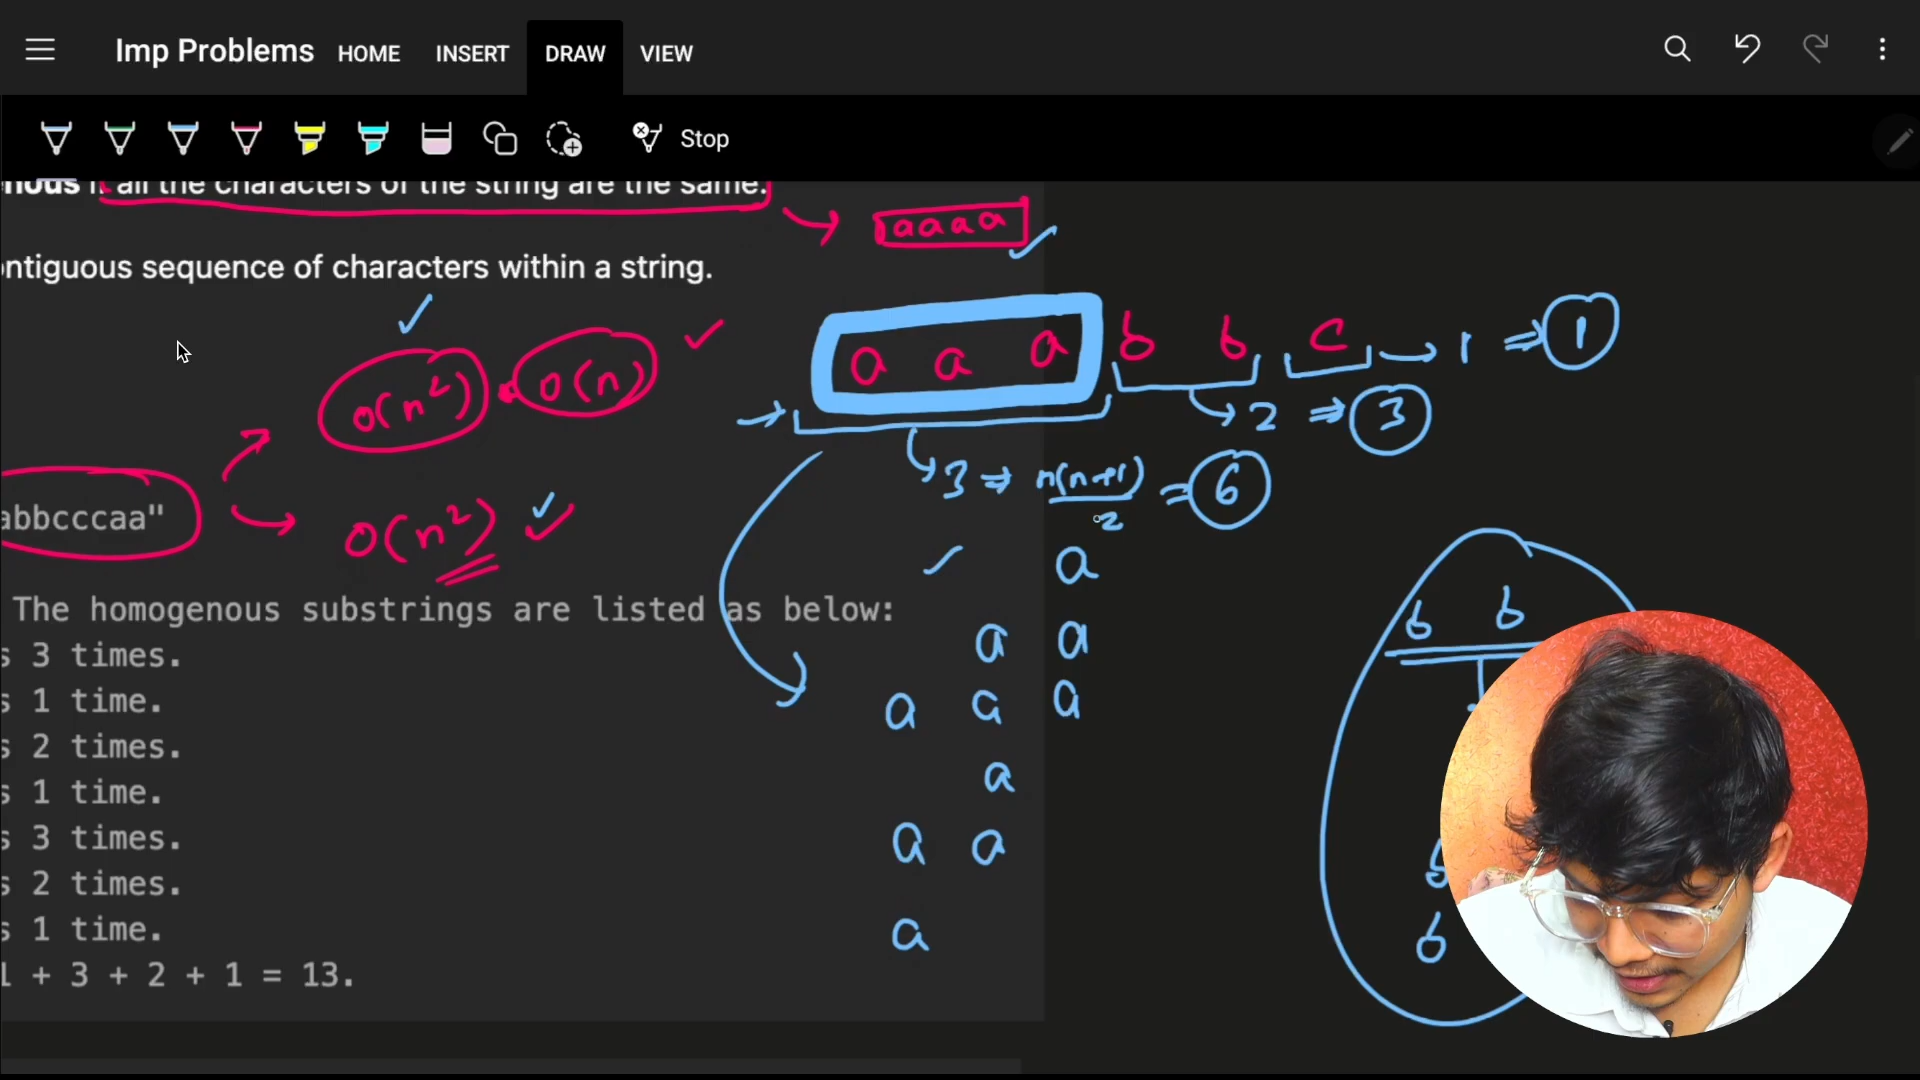 Imp Problems HOME INSERT DRAW VIEW
Stop
all the characters of the string are the same.
aaaa
ontiguous sequence of characters within a string.
O(n²) · O(n)
a a a b b c → 1 ⇒ 1
→ 2 ⇒ 3
→ 3 ⇒ n(n+1)/2 = 6
abbcccaa"
O(n²)
a
b b
The homogenous substrings are listed as below:
a a
s 3 times.
s 1 time.
a a a
s 2 times.
a
s 1 time.
s 3 times.
a a
s 2 times.
s 1 time.
a
b
1 + 3 + 2 + 1 = 13.